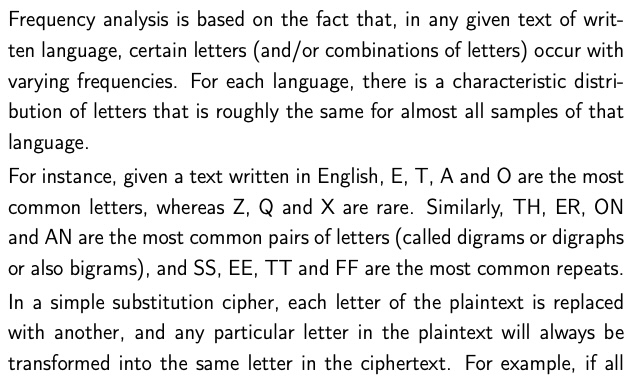 Frequency analysis is based on the fact that, in any given text of writ-
ten language, certain letters (and/or combinations of letters) occur with
varying frequencies. For each language, there is a characteristic distri-
bution of letters that is roughly the same for almost all samples of that
language.
For instance, given a text written in English, E, T, A and O are the most
common letters, whereas Z, Q and X are rare. Similarly, TH, ER, ON
and AN are the most common pairs of letters (called digrams or digraphs
or also bigrams), and SS, EE, TT and FF are the most common repeats.
In a simple substitution cipher, each letter of the plaintext is replaced
with another, and any particular letter in the plaintext will always be
transformed into the same letter in the ciphertext. For example, if all